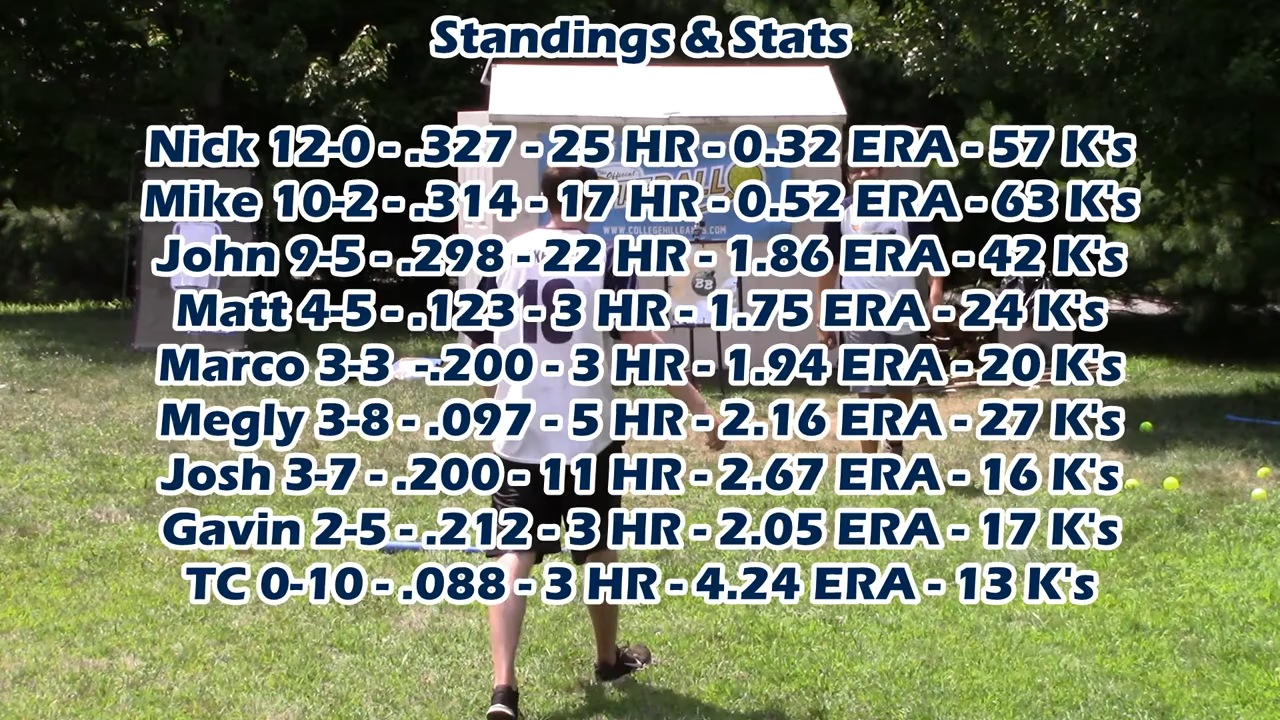 Standings & Stats
Nick 12-0 - .327 - 25 HR - 0.32 ERA - 57 K's
Mike 10-2 - .314 - 17 HR - 0.52 ERA - 63 K's
WWW.COLLEGEHILLGAMES.COM
John 9-5 - .298 - 22 HR - 1.86 ERA - 42 K's
BB
Matt 4-5 - .123 - 3 HR - 1.75 ERA - 24 K's
Marco 3-3 -.200 - 3 HR - 1.94 ERA - 20 K's
Megly 3-8 - .097 - 5 HR - 2.16 ERA - 27 K's
Josh 3-7 - .200 - 11 HR - 2.67 ERA - 16 K's
Gavin 2-5 - .212 - 3 HR - 2.05 ERA - 17 K's
TC 0-10 - .088 - 3 HR - 4.24 ERA - 13 K's